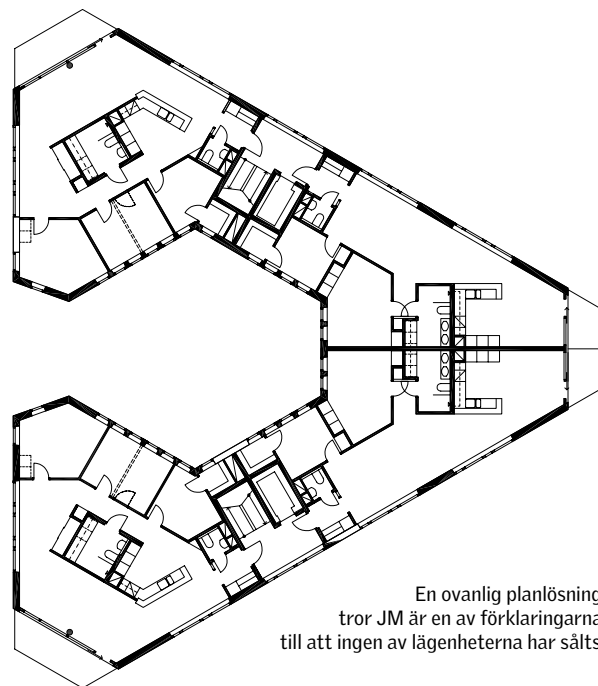 En ovanlig planlösning
tror JM är en av förklaringarna
till att ingen av lägenheterna har sålts